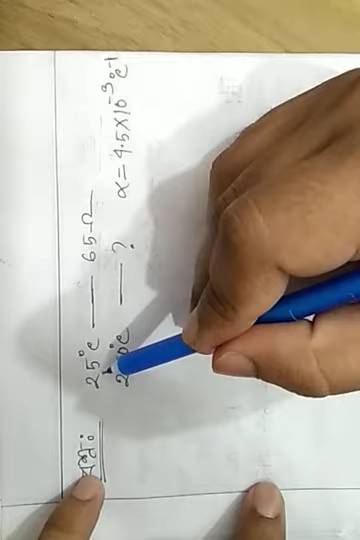 প্রশ্ন: 25°C —— 65Ω
—— ? α = 4.5×10⁻³°C⁻¹